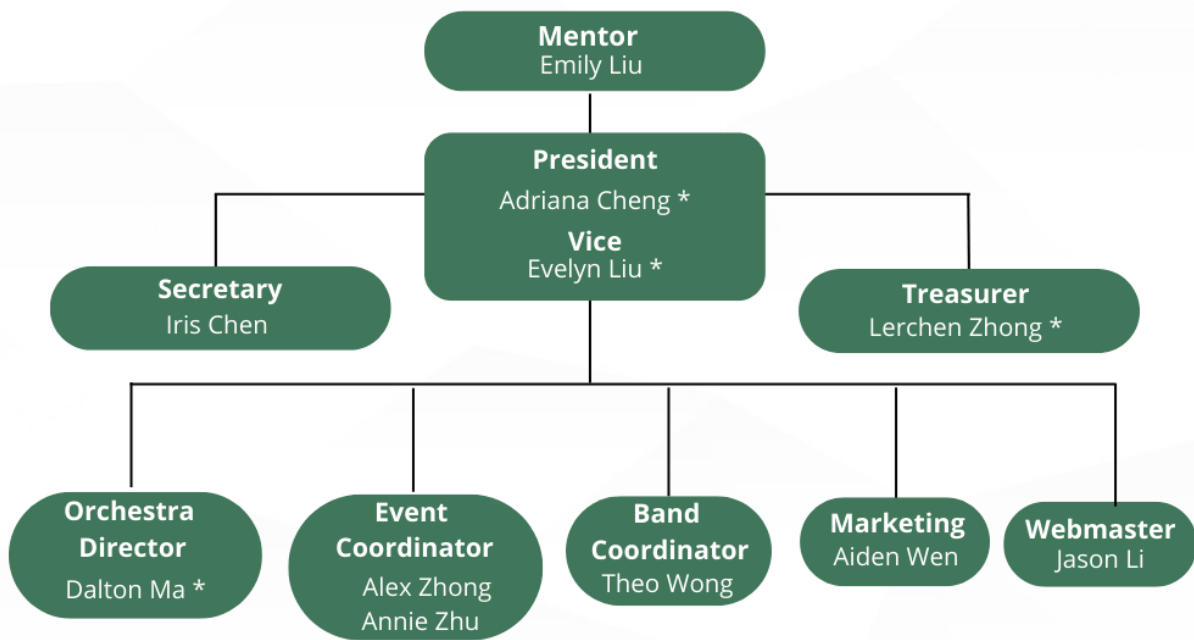 Mentor
Emily Liu
President
Adriana Cheng *
Vice
Evelyn Liu *
Secretary
Iris Chen
Treasurer
Lerchen Zhong *
Orchestra
Director
Dalton Ma *
Event
Coordinator
Alex Zhong
Annie Zhu
Band
Coordinator
Theo Wong
Marketing
Aiden Wen
Webmaster
Jason Li